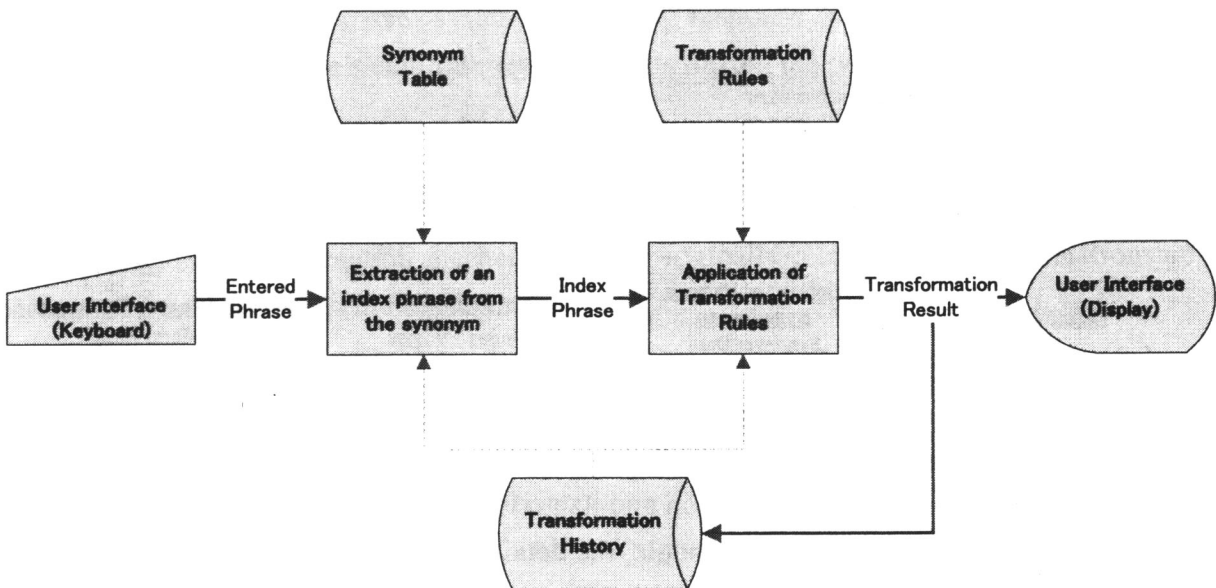 Synonym
Table
Transformation
Rules
User Interface
(Keyboard)
Entered
Phrase
Extraction of an
index phrase from
the synonym
Index
Phrase
Application of
Transformation
Rules
Transformation
Result
User Interface
(Display)
Transformation
History